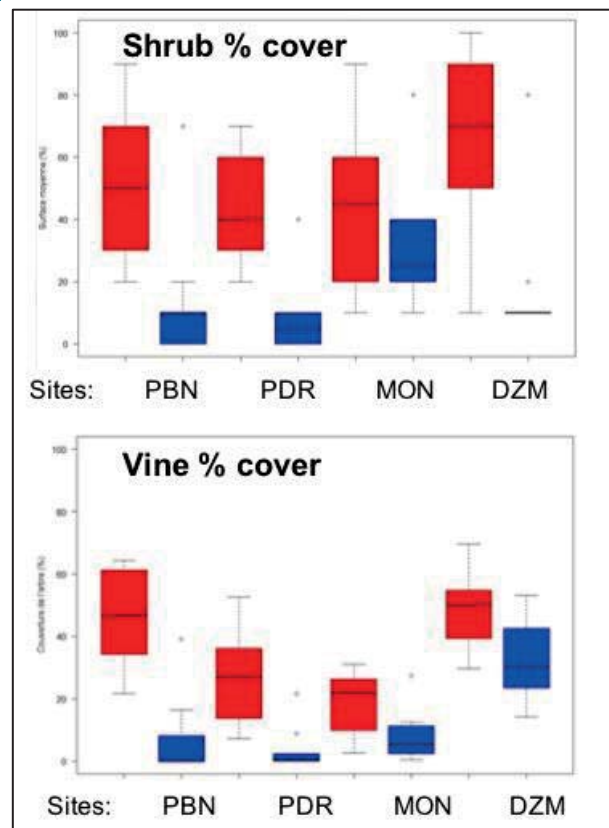 Shrub % cover
Surface moyenne (%)
100
80
60
40
20
0
Sites: PBN PDR MON DZM
Vine % cover
Couverture de l'arbre (%)
100
80
60
40
20
0
Sites: PBN PDR MON DZM